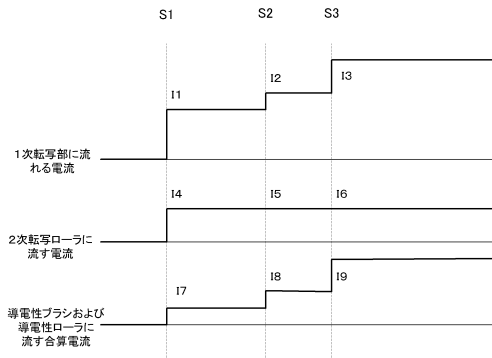 S1 S2 S3
I1
I2
I3
１次転写部に流
れる電流
I4
I5
I6
２次転写ローラに
流す電流
I7
I8
I9
導電性ブラシおよび
導電性ローラに
流す合算電流